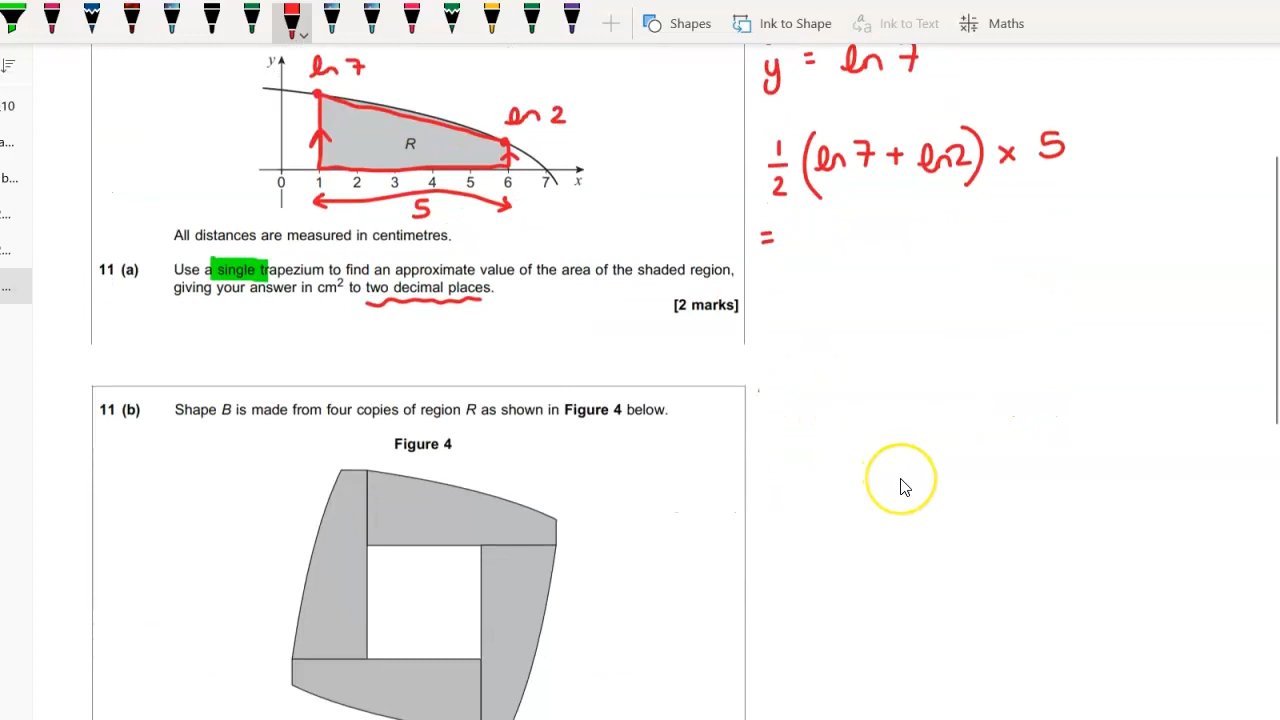 Shapes Ink to Shape Ink to Text Maths
y = ln 7
y
ln 7
ln 2
R
0 1 2 3 4 5 6 7 x
5
1/2 (ln 7 + ln 2) × 5
=
10
a...
b...
...
...
...
All distances are measured in centimetres.
11 (a) Use a single trapezium to find an approximate value of the area of the shaded region,
giving your answer in cm² to two decimal places.
[2 marks]
11 (b) Shape B is made from four copies of region R as shown in Figure 4 below.
Figure 4